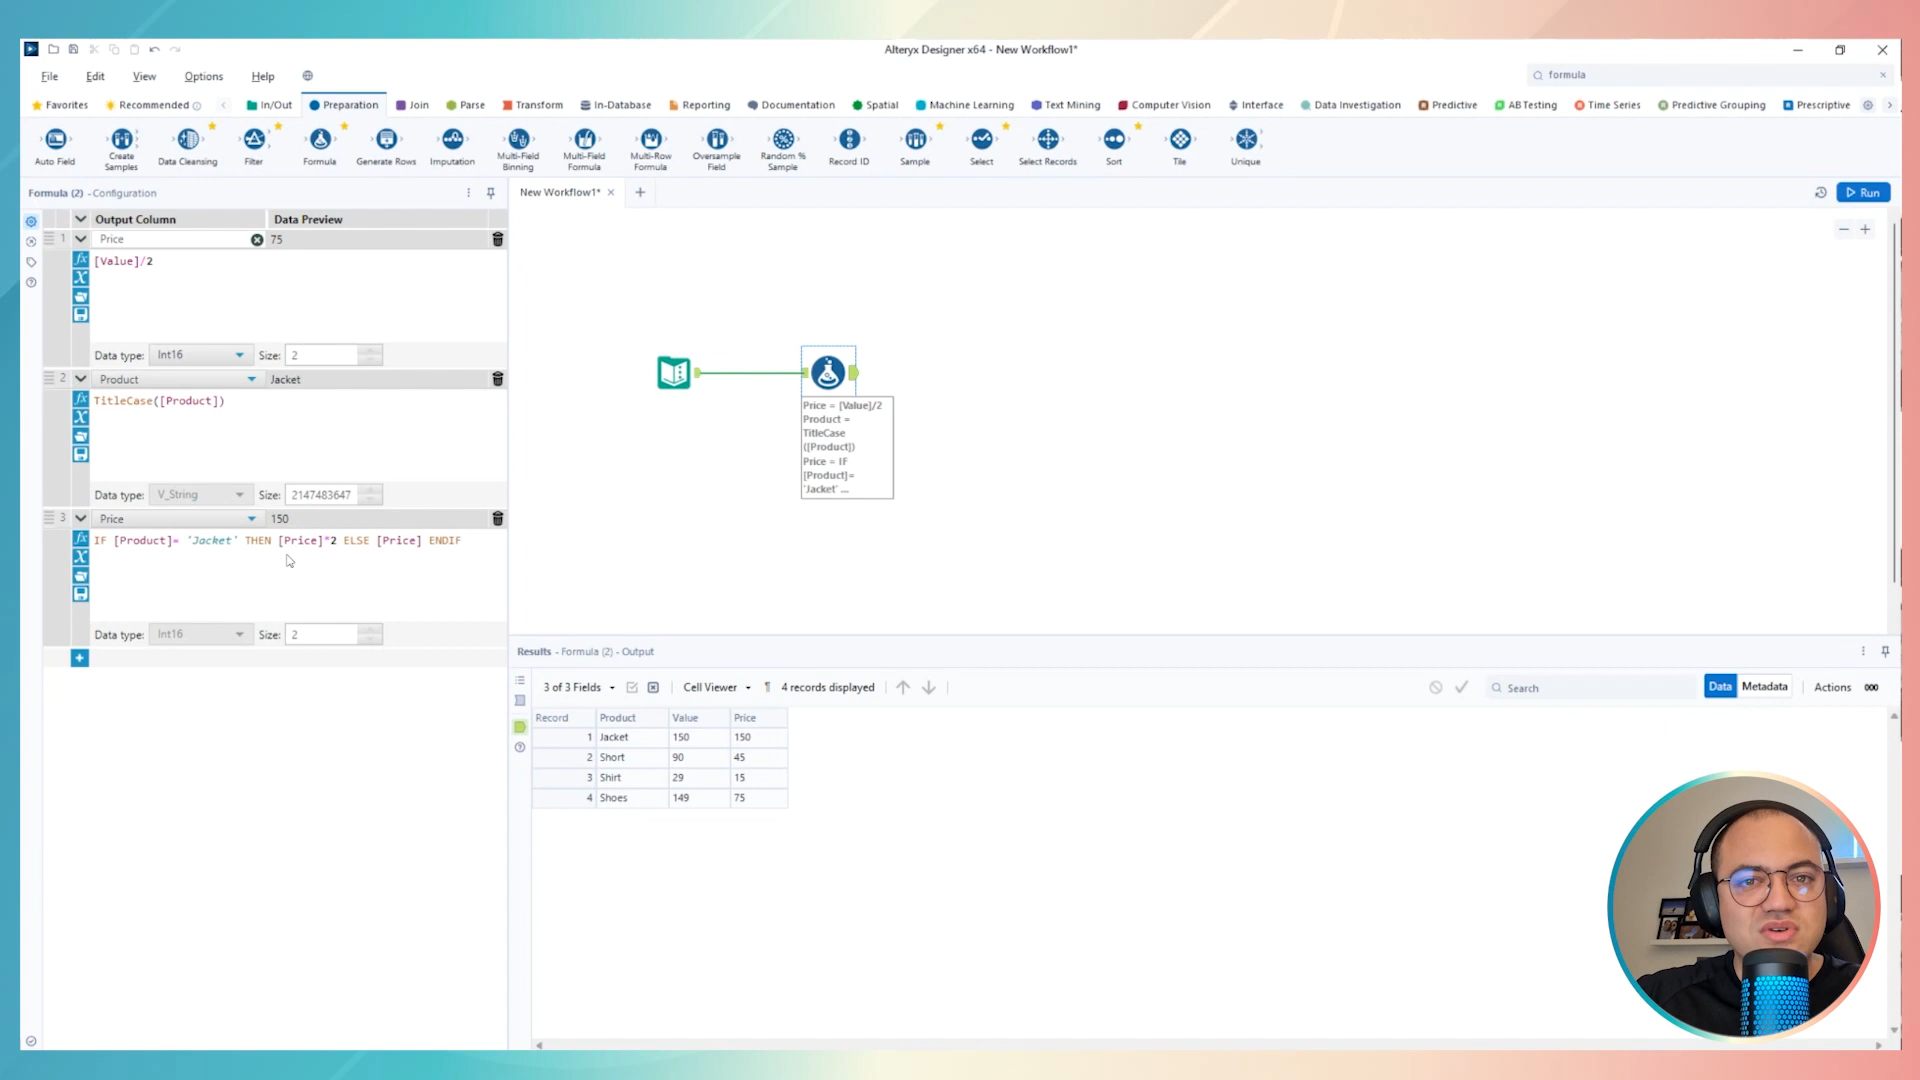 Alteryx Designer x64 - New Workflow1*
File Edit View Options Help
formula
Favorites Recommended In/Out Preparation Join Parse Transform In-Database Reporting Documentation Spatial Machine Learning Text Mining Computer Vision Interface Data Investigation Predictive AB Testing Time Series Predictive Grouping Prescriptive
Auto Field
Create Samples
Data Cleansing
Filter
Formula
Generate Rows
Imputation
Multi-Field Binning
Multi-Field Formula
Multi-Row Formula
Oversample Field
Random % Sample
Record ID
Sample
Select
Select Records
Sort
Tile
Unique
Formula (2) - Configuration
New Workflow1*
Run
Output Column Data Preview
1 Price 75
[Value]/2
Data type: Int16 Size: 2
2 Product Jacket
TitleCase([Product])
Data type: V_String Size: 2147483647
3 Price 150
IF [Product]= 'Jacket' THEN [Price]*2 ELSE [Price] ENDIF
Data type: Int16 Size: 2
Price = [Value]/2
Product =
TitleCase
([Product])
Price = IF
[Product]=
'Jacket' ...
Results - Formula (2) - Output
3 of 3 Fields Cell Viewer 4 records displayed Search Data Metadata Actions 000
Record Product Value Price
1 Jacket 150 150
2 Short 90 45
3 Shirt 29 15
4 Shoes 149 75